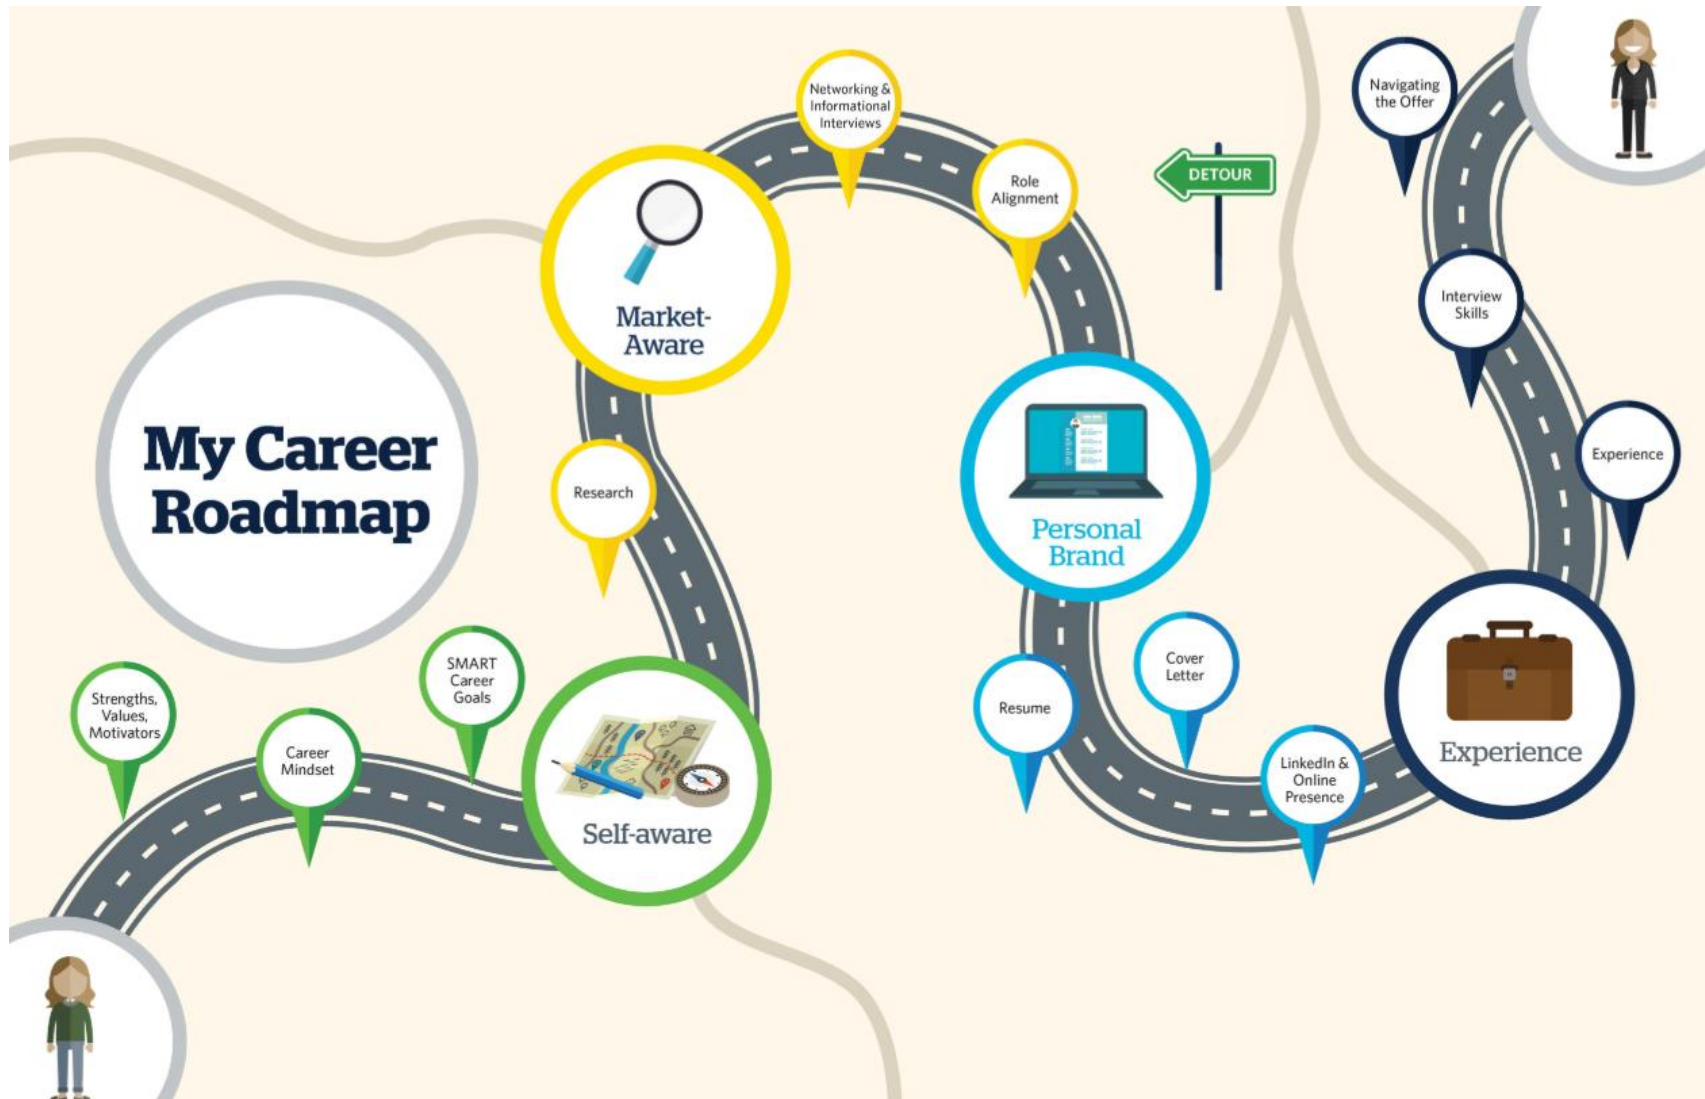 My Career
Roadmap
Strengths,
Values,
Motivators
Career
Mindset
SMART
Career
Goals
Self-aware
Research
Market-
Aware
Networking &
Informational
Interviews
Role
Alignment
DETOUR
Personal
Brand
Resume
Cover
Letter
LinkedIn &
Online
Presence
Experience
Experience
Interview
Skills
Navigating
the Offer